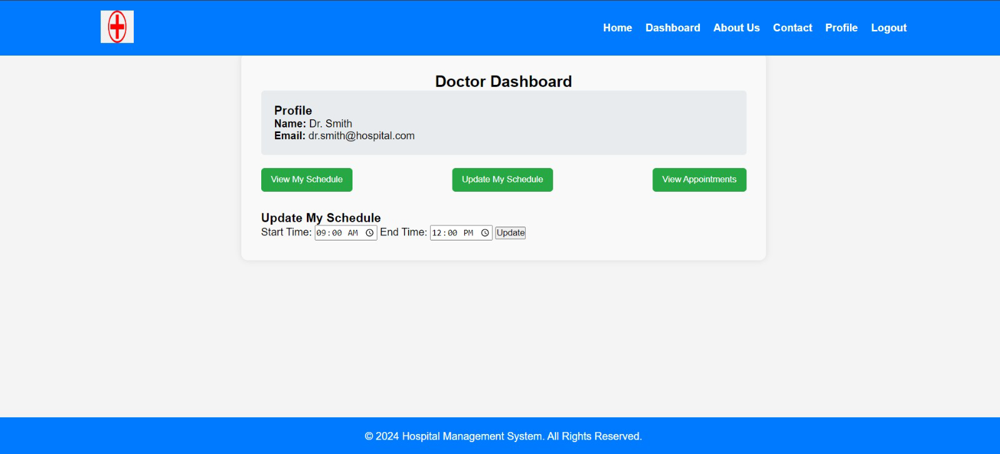 Home Dashboard About Us Contact Profile Logout
Doctor Dashboard
Profile
Name: Dr. Smith
Email: dr.smith@hospital.com
View My Schedule Update My Schedule View Appointments
Update My Schedule
Start Time: 09:00 AM End Time: 12:00 PM Update
© 2024 Hospital Management System. All Rights Reserved.